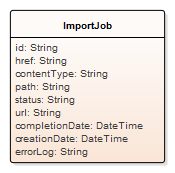 ImportJob
id: String
href: String
contentType: String
path: String
status: String
url: String
completionDate: DateTime
creationDate: DateTime
errorLog: String